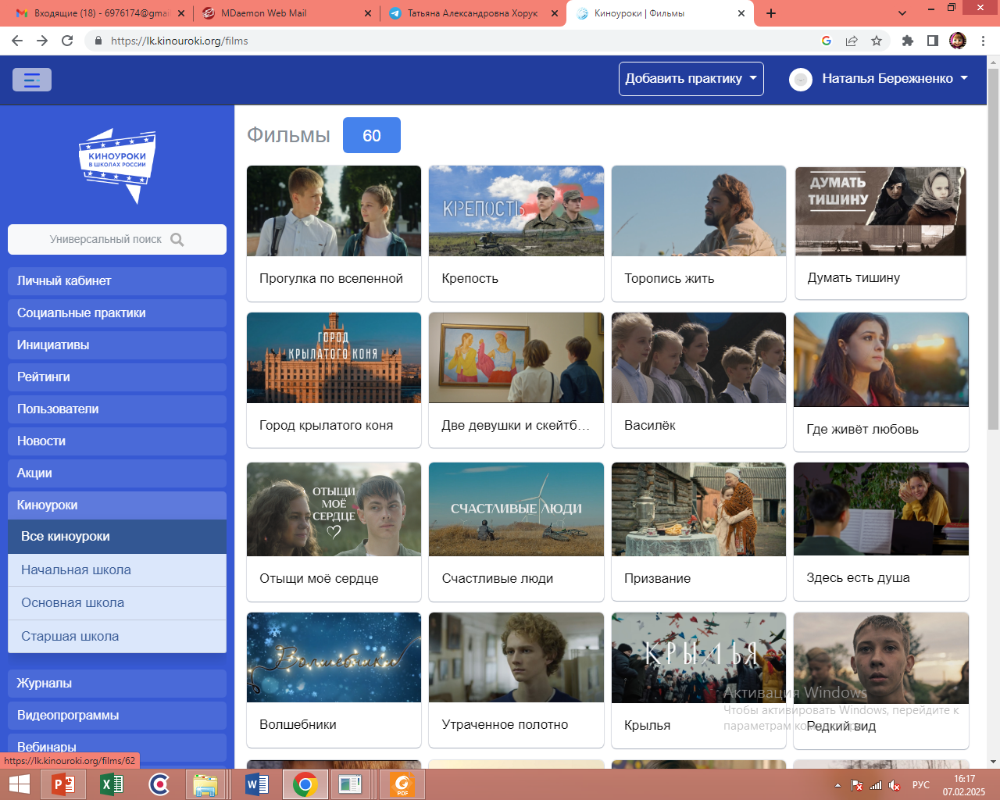 Входящие (18) - 6976174@gmai
MDaemon Web Mail
Татьяна Александровна Хорук
Киноуроки | Фильмы
https://lk.kinouroki.org/films
Добавить практику
Наталья Бережненко
КИНОУРОКИ
В ШКОЛАХ РОССИИ
Универсальный поиск
Личный кабинет
Социальные практики
Инициативы
Рейтинги
Пользователи
Новости
Акции
Киноуроки
Все киноуроки
Начальная школа
Основная школа
Старшая школа
Журналы
Видеопрограммы
Вебинары
Фильмы 60
КРЕПОСТЬ
ДУМАТЬ
ТИШИНУ
Прогулка по вселенной
Крепость
Торопись жить
Думать тишину
ГОРОД
КРЫЛАТОГО КОНЯ
Город крылатого коня
Две девушки и скейтб...
Василёк
Где живёт любовь
ОТЫЩИ
МОЁ
СЕРДЦЕ
СЧАСТЛИВЫЕ ЛЮДИ
Отыщи моё сердце
Счастливые люди
Призвание
Здесь есть душа
Волшебники
КРЫЛЬЯ
Волшебники
Утраченное полотно
Крылья
Редкий вид
Активация Windows
Чтобы активировать Windows, перейдите к
параметрам
https://lk.kinouroki.org/films/62
PDF
РУС
16:17
07.02.2025